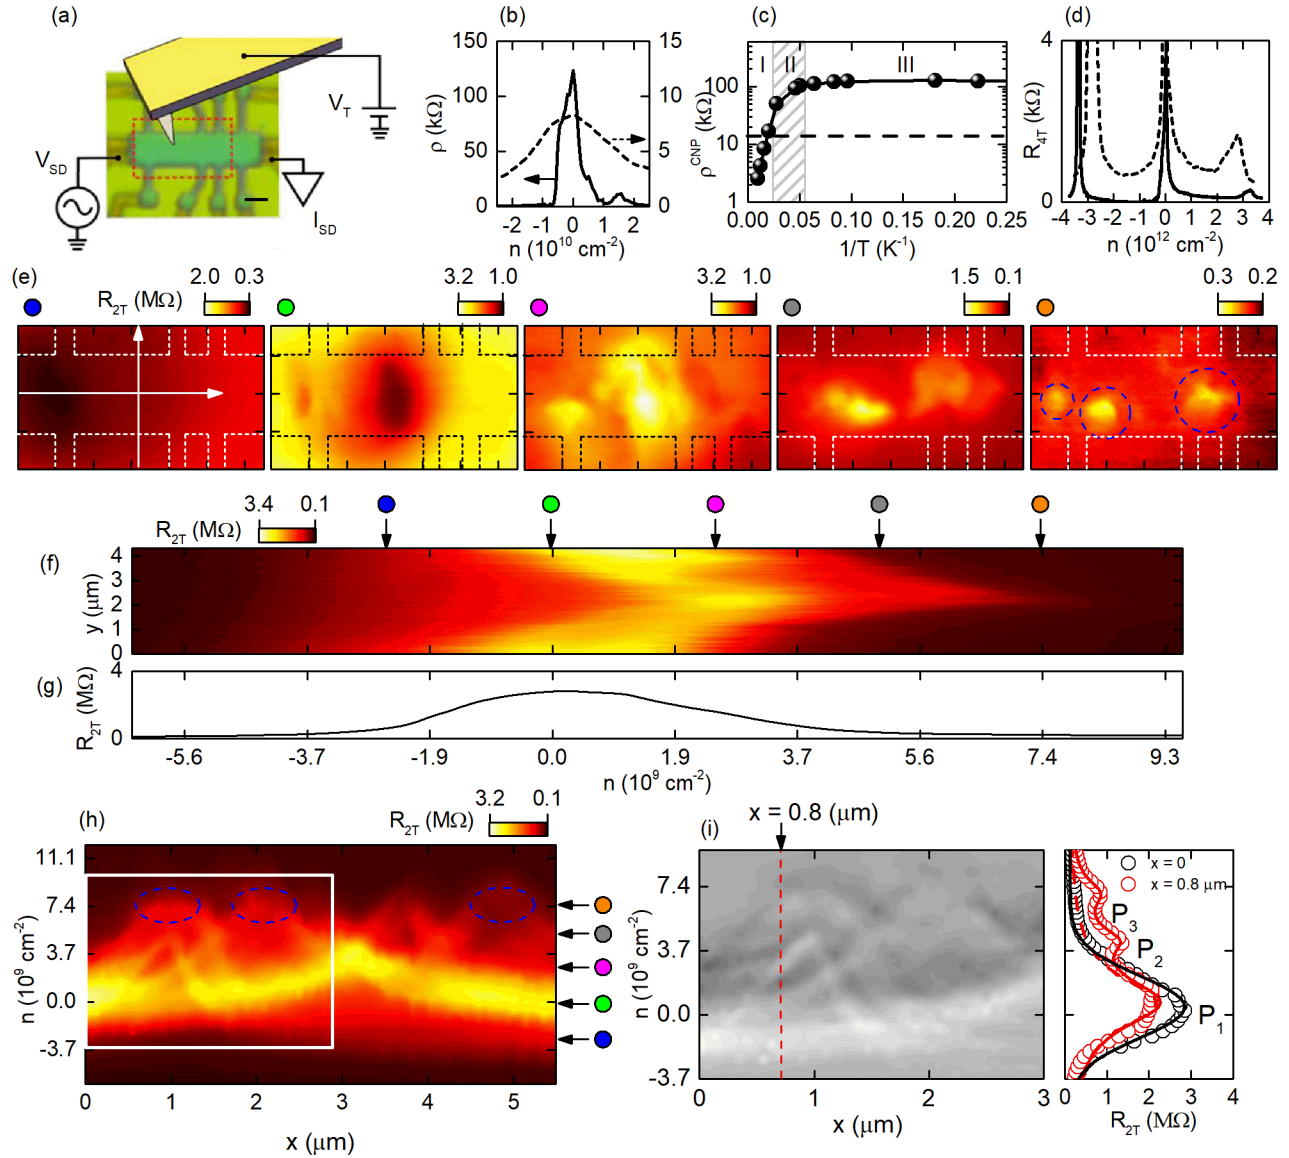 (a)
V_T
V_SD
I_SD
(b)
150
100
50
0
ρ (kΩ)
15
10
5
0
-2 -1 0 1 2
n (10^10 cm^-2)
(c)
I II III
100
10
1
ρ^CNP (kΩ)
0.00 0.05 0.10 0.15 0.20
1/T (K^-1)
(d)
4
0
R_4T (kΩ)
-4 -3 -2 -1 0 1 2 3 4
n (10^12 cm^-2)
(e)
R_2T (MΩ)
2.0 0.3
3.2 1.0
3.2 1.0
1.5 0.1
0.3 0.2
R_2T (MΩ)
3.4 0.1
(f)
4
3
2
1
0
y (μm)
(g)
4
0
R_2T (MΩ)
-5.6 -3.7 -1.9 0.0 1.9 3.7 5.6 7.4 9.3
n (10^9 cm^-2)
(h)
R_2T (MΩ)
3.2 0.1
11.1
7.4
3.7
0.0
-3.7
n (10^9 cm^-2)
0 1 2 3 4 5
x (μm)
(i)
x = 0.8 (μm)
7.4
3.7
0.0
-3.7
n (10^9 cm^-2)
0 1 2 3
x (μm)
x = 0
x = 0.8 μm
P_3
P_2
P_1
0 1 2 3 4
R_2T (MΩ)